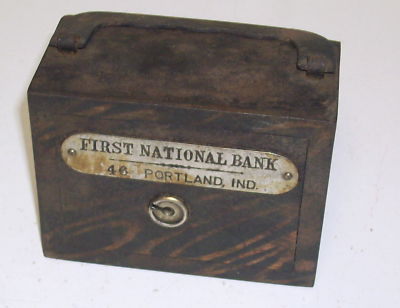 FIRST NATIONAL BANK
46 PORTLAND, IND.